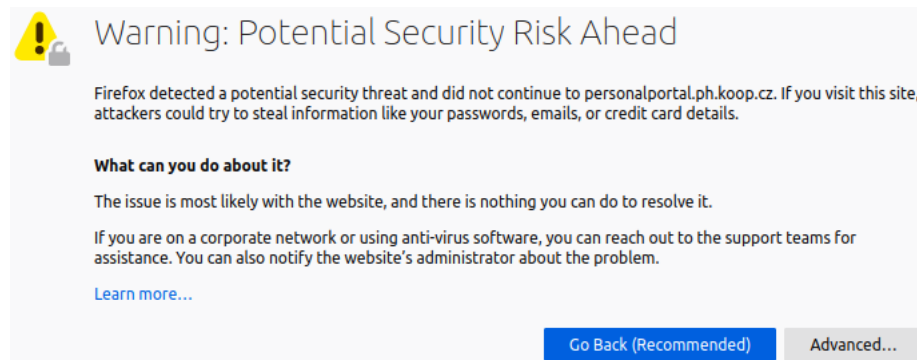 Warning: Potential Security Risk Ahead
Firefox detected a potential security threat and did not continue to personalportal.ph.koop.cz. If you visit this site,
attackers could try to steal information like your passwords, emails, or credit card details.
What can you do about it?
The issue is most likely with the website, and there is nothing you can do to resolve it.
If you are on a corporate network or using anti-virus software, you can reach out to the support teams for
assistance. You can also notify the website’s administrator about the problem.
Learn more…
Go Back (Recommended) Advanced…